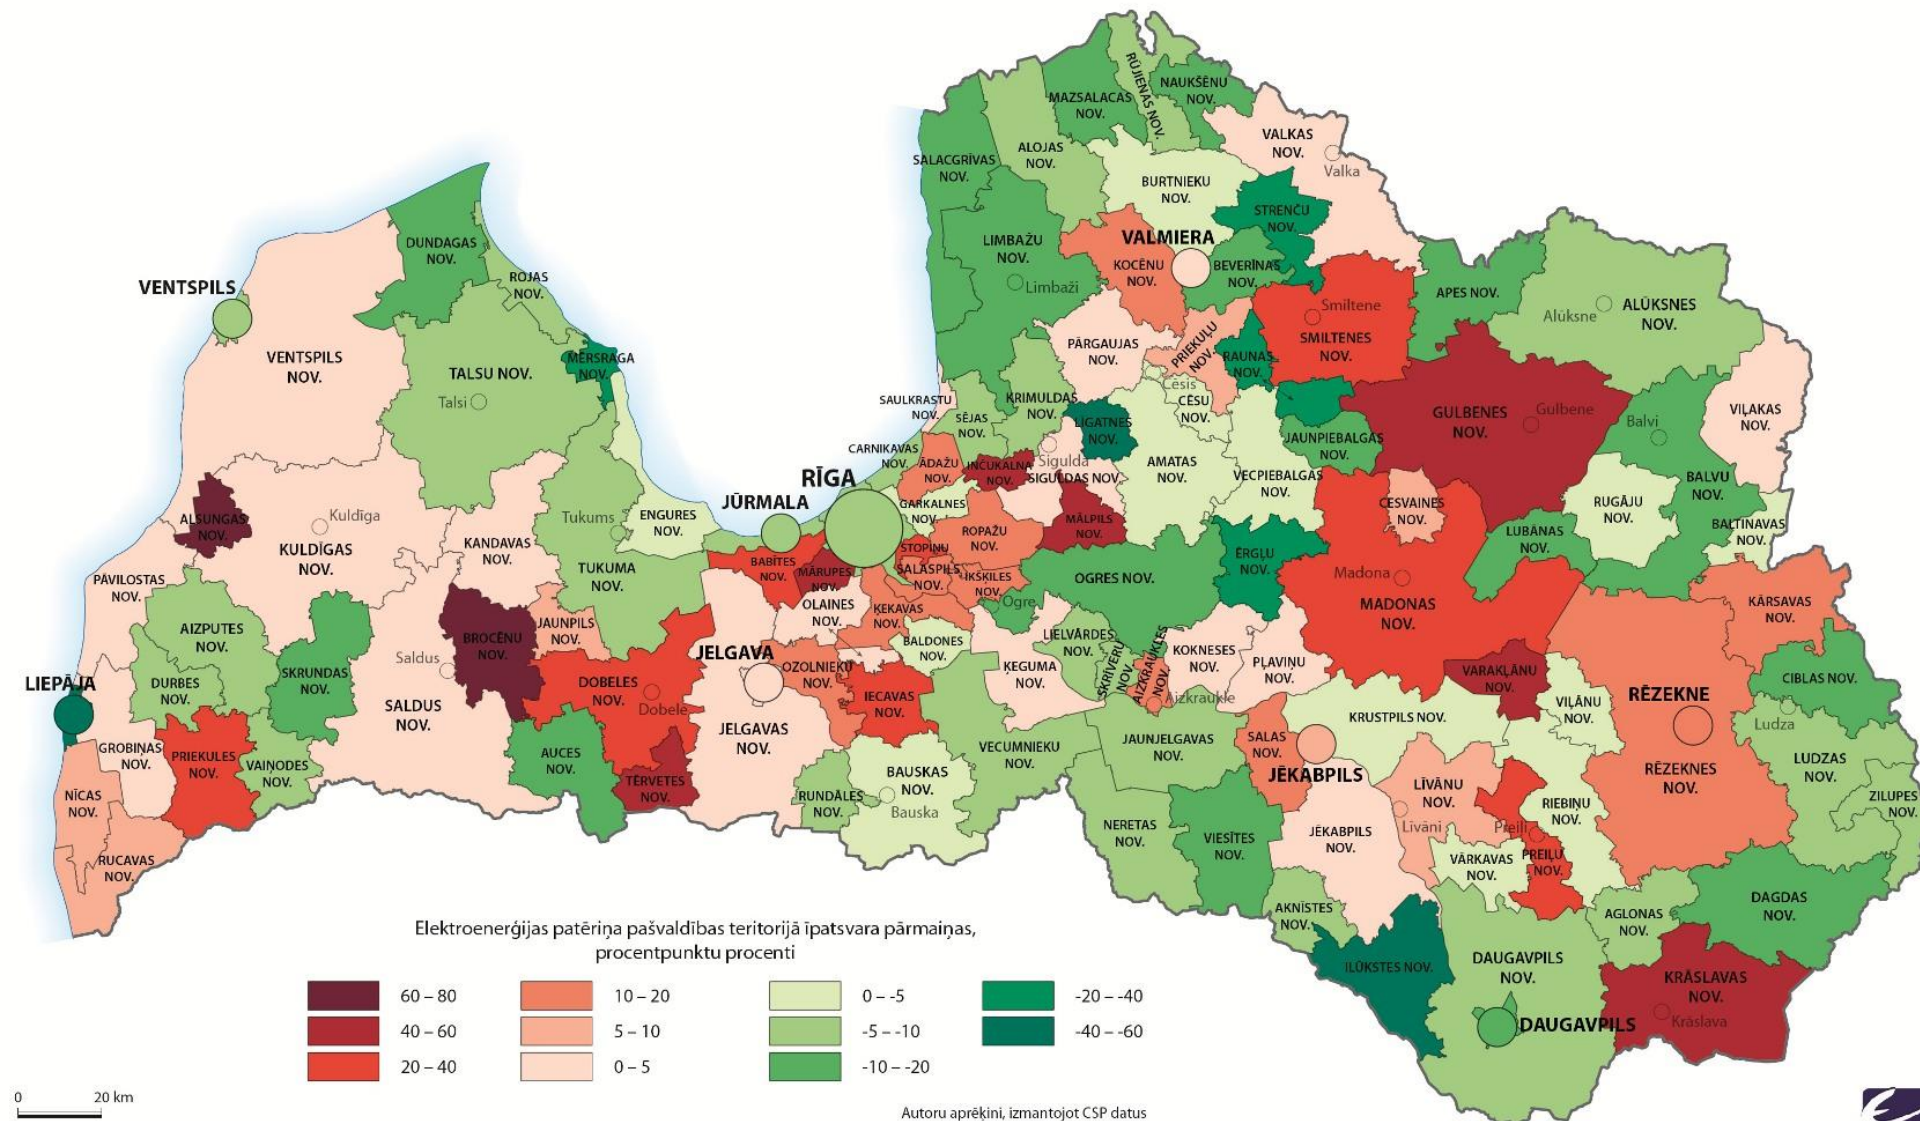 RŪJIENAS NOV.
NAUKŠĒNU
NOV.
MAZSALACAS
NOV.
VALKAS
NOV.
Valka
ALOJAS
NOV.
SALACGRĪVAS
NOV.
BURTNIEKU
NOV.
STRENČU
NOV.
DUNDAGAS
NOV.
LIMBAŽU
NOV.
Limbaži
VALMIERA
KOCĒNU
NOV.
BEVERĪNAS
NOV.
ROJAS
NOV.
VENTSPILS
APES NOV.
Alūksne
ALŪKSNES
NOV.
Smiltene
SMILTENES
NOV.
VENTSPILS
NOV.
TALSU NOV.
Talsi
MĒRSRAGA
NOV.
PĀRGAUJAS
NOV.
PRIEKUĻU
NOV.
RAUNAS
NOV.
Cēsis
CĒSU
NOV.
SAULKRASTU
NOV.
SĒJAS
NOV.
KRIMULDAS
NOV.
LĪGATNES
NOV.
GULBENES
NOV.
Gulbene
Balvi
VIĻAKAS
NOV.
JAUNPIEBALGAS
NOV.
CARNIKAVAS
NOV.
ĀDAŽU
NOV.
INČUKALNA
NOV.
Sigulda
SIGULDAS NOV.
AMATAS
NOV.
VECPIEBALGAS
NOV.
BALVU
NOV.
RĪGA
JŪRMALA
GARKALNES
NOV.
ROPAŽU
NOV.
MĀLPILS
NOV.
CESVAINES
NOV.
RUGĀJU
NOV.
BALTINAVAS
NOV.
LUBĀNAS
NOV.
ALSUNGAS
NOV.
Kuldīga
KULDĪGAS
NOV.
KANDAVAS
NOV.
Tukums
ENGURES
NOV.
TUKUMA
NOV.
BABĪTES
NOV.
MĀRUPES
NOV.
STOPIŅU
SALASPILS
NOV.
IKŠĶILES
NOV.
Ogre
OGRES NOV.
ĒRGĻU
NOV.
Madona
MADONAS
NOV.
KĀRSAVAS
NOV.
PĀVILOSTAS
NOV.
AIZPUTES
NOV.
SKRUNDAS
NOV.
DURBES
NOV.
Saldus
SALDUS
NOV.
BROCĒNU
NOV.
JAUNPILS
NOV.
OLAINES
NOV.
ĶEKAVAS
NOV.
BALDONES
NOV.
LIELVĀRDES
NOV.
ĶEGUMA
NOV.
SKRĪVERU
NOV.
AIZKRAUKLES
NOV.
Aizkraukle
KOKNESES
NOV.
PĻAVIŅU
NOV.
VARAKĻĀNU
NOV.
VIĻĀNU
NOV.
RĒZEKNE
CIBLAS NOV.
Ludza
LUDZAS
NOV.
LIEPĀJA
JELGAVA
OZOLNIEKU
NOV.
IECAVAS
NOV.
DOBELES
NOV.
Dobele
JELGAVAS
NOV.
KRUSTPILS NOV.
SALAS
NOV.
JĒKABPILS
GROBIŅAS
NOV.
PRIEKULES
NOV.
VAIŅODES
NOV.
AUCES
NOV.
TĒRVETES
NOV.
VECUMNIEKU
NOV.
JAUNJELGAVAS
NOV.
RĒZEKNES
NOV.
NĪCAS
NOV.
RUNDĀLES
NOV.
BAUSKAS
NOV.
Bauska
LĪVĀNU
NOV.
Līvāni
Preiļi
RIEBIŅU
NOV.
ZILUPES
NOV.
NERETAS
NOV.
VIESĪTES
NOV.
JĒKABPILS
NOV.
VĀRKAVAS
NOV.
PREIĻU
NOV.
RUCAVAS
NOV.
AKNĪSTES
NOV.
AGLONAS
NOV.
DAGDAS
NOV.
ILŪKSTES NOV.
DAUGAVPILS
NOV.
KRĀSLAVAS
NOV.
Krāslava
DAUGAVPILS
Elektroenerģijas patēriņa pašvaldības teritorijā īpatsvara pārmaiņas,
procentpunktu procenti
60 – 80
10 – 20
0 – -5
-20 – -40
40 – 60
5 – 10
-5 – -10
-40 – -60
20 – 40
0 – 5
-10 – -20
0 20 km
Autoru aprēķini, izmantojot CSP datus